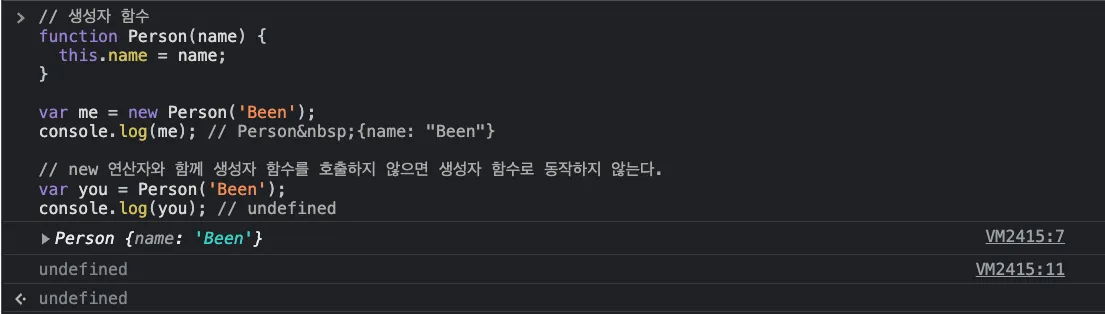 // 생성자 함수
function Person(name) {
  this.name = name;
}
var me = new Person('Been');
console.log(me); // Person&nbsp;{name: "Been"}
// new 연산자와 함께 생성자 함수를 호출하지 않으면 생성자 함수로 동작하지 않는다.
var you = Person('Been');
console.log(you); // undefined
Person {name: 'Been'} VM2415:7
undefined VM2415:11
undefined